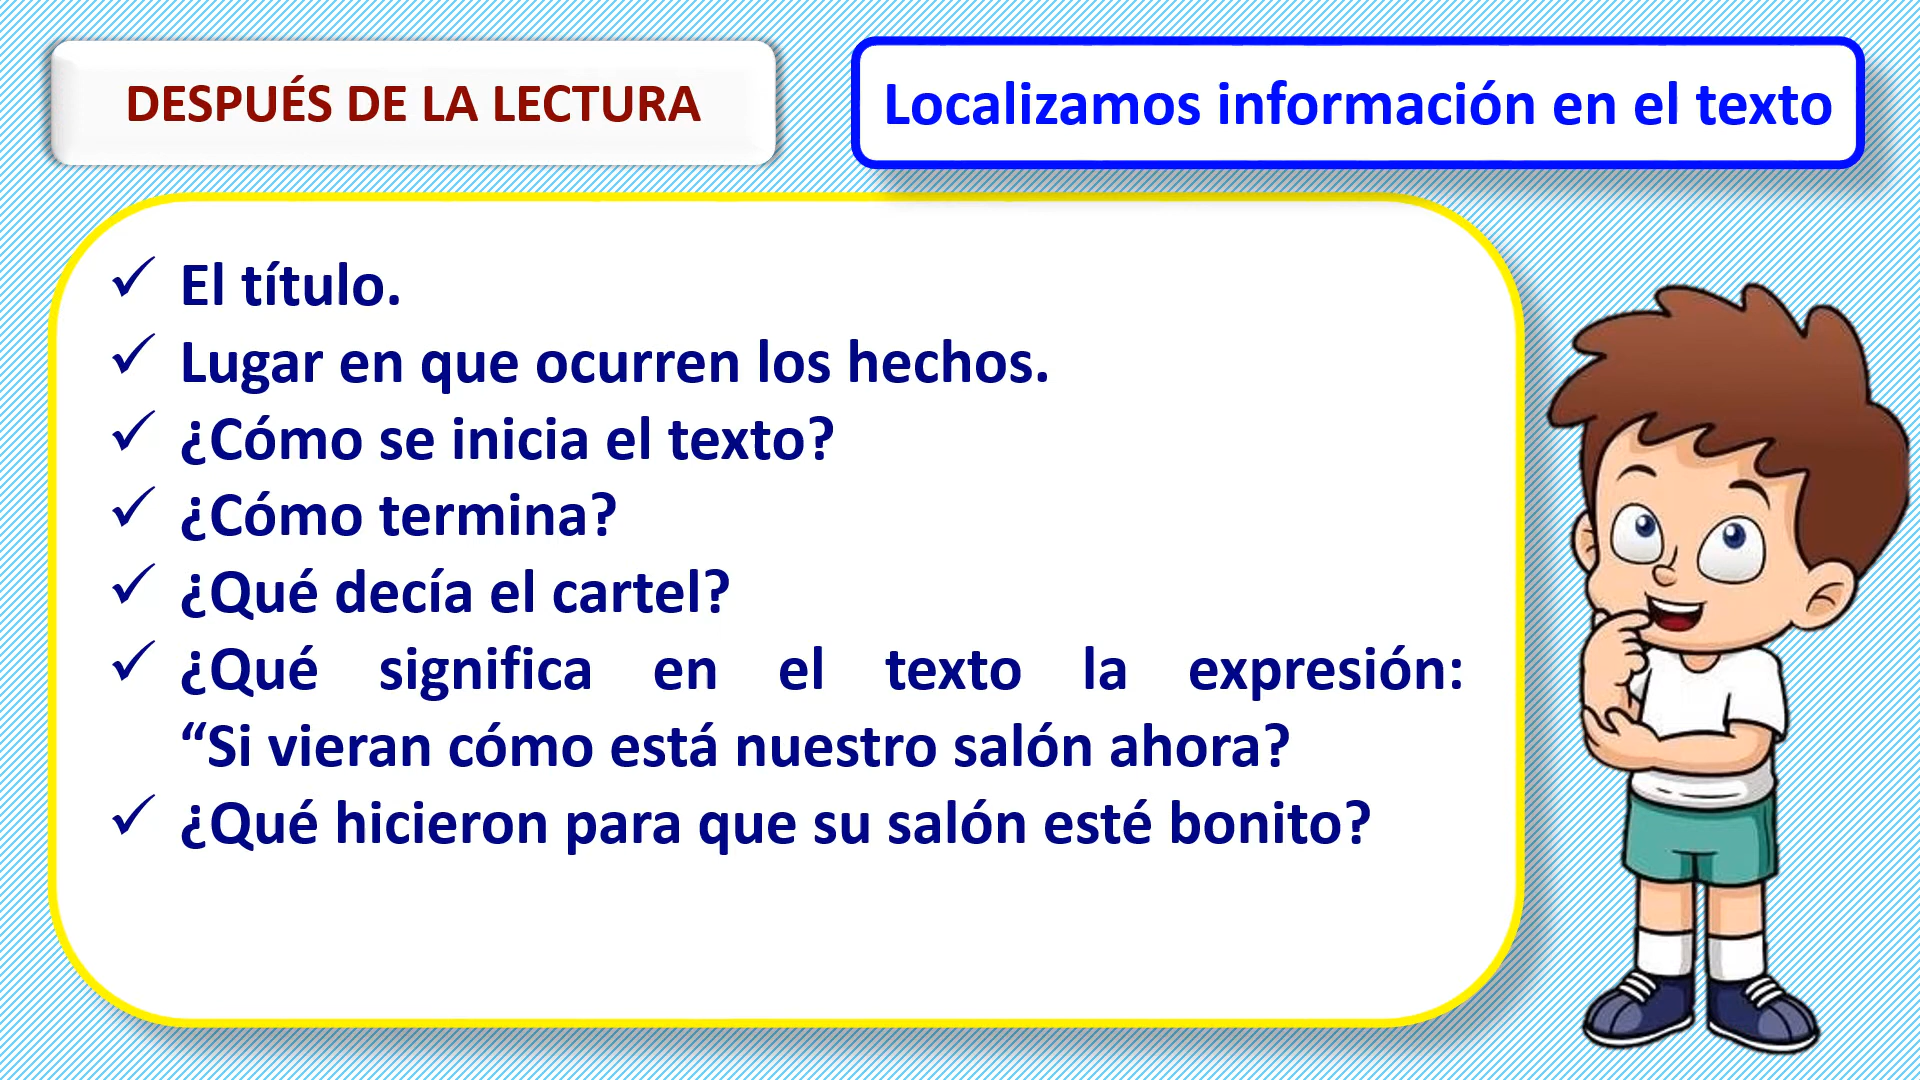 DESPUÉS DE LA LECTURA
Localizamos información en el texto
✓ El título.
✓ Lugar en que ocurren los hechos.
✓ ¿Cómo se inicia el texto?
✓ ¿Cómo termina?
✓ ¿Qué decía el cartel?
✓ ¿Qué significa en el texto la expresión:
“Si vieran cómo está nuestro salón ahora?
✓ ¿Qué hicieron para que su salón esté bonito?